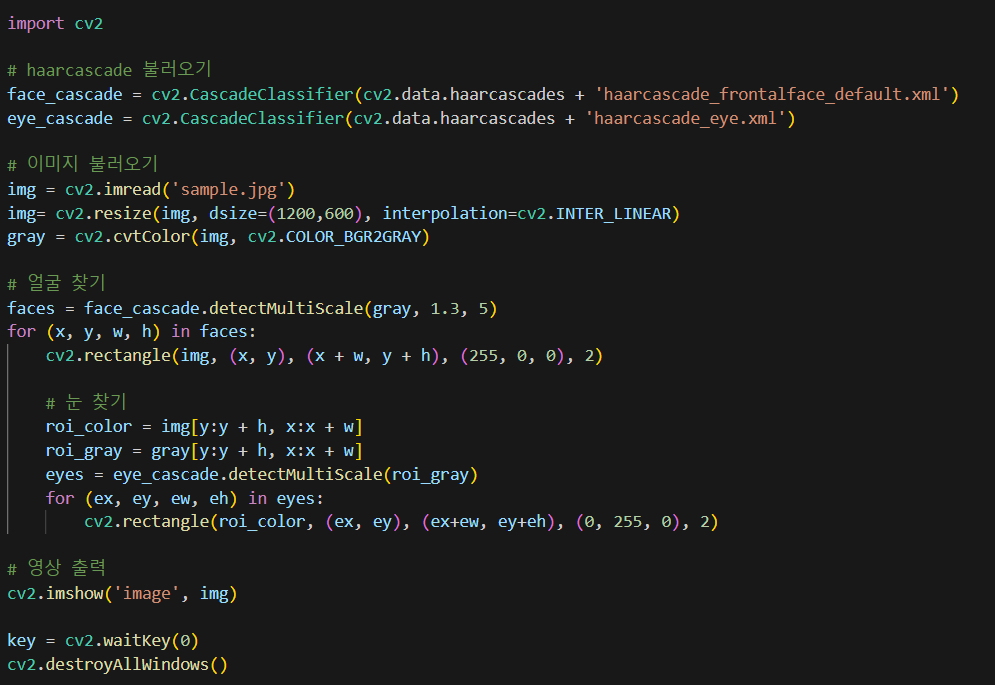 import cv2
# haarcascade 불러오기
face_cascade = cv2.CascadeClassifier(cv2.data.haarcascades + 'haarcascade_frontalface_default.xml')
eye_cascade = cv2.CascadeClassifier(cv2.data.haarcascades + 'haarcascade_eye.xml')
# 이미지 불러오기
img = cv2.imread('sample.jpg')
img= cv2.resize(img, dsize=(1200,600), interpolation=cv2.INTER_LINEAR)
gray = cv2.cvtColor(img, cv2.COLOR_BGR2GRAY)
# 얼굴 찾기
faces = face_cascade.detectMultiScale(gray, 1.3, 5)
for (x, y, w, h) in faces:
    cv2.rectangle(img, (x, y), (x + w, y + h), (255, 0, 0), 2)
    # 눈 찾기
    roi_color = img[y:y + h, x:x + w]
    roi_gray = gray[y:y + h, x:x + w]
    eyes = eye_cascade.detectMultiScale(roi_gray)
    for (ex, ey, ew, eh) in eyes:
        cv2.rectangle(roi_color, (ex, ey), (ex+ew, ey+eh), (0, 255, 0), 2)
# 영상 출력
cv2.imshow('image', img)
key = cv2.waitKey(0)
cv2.destroyAllWindows()